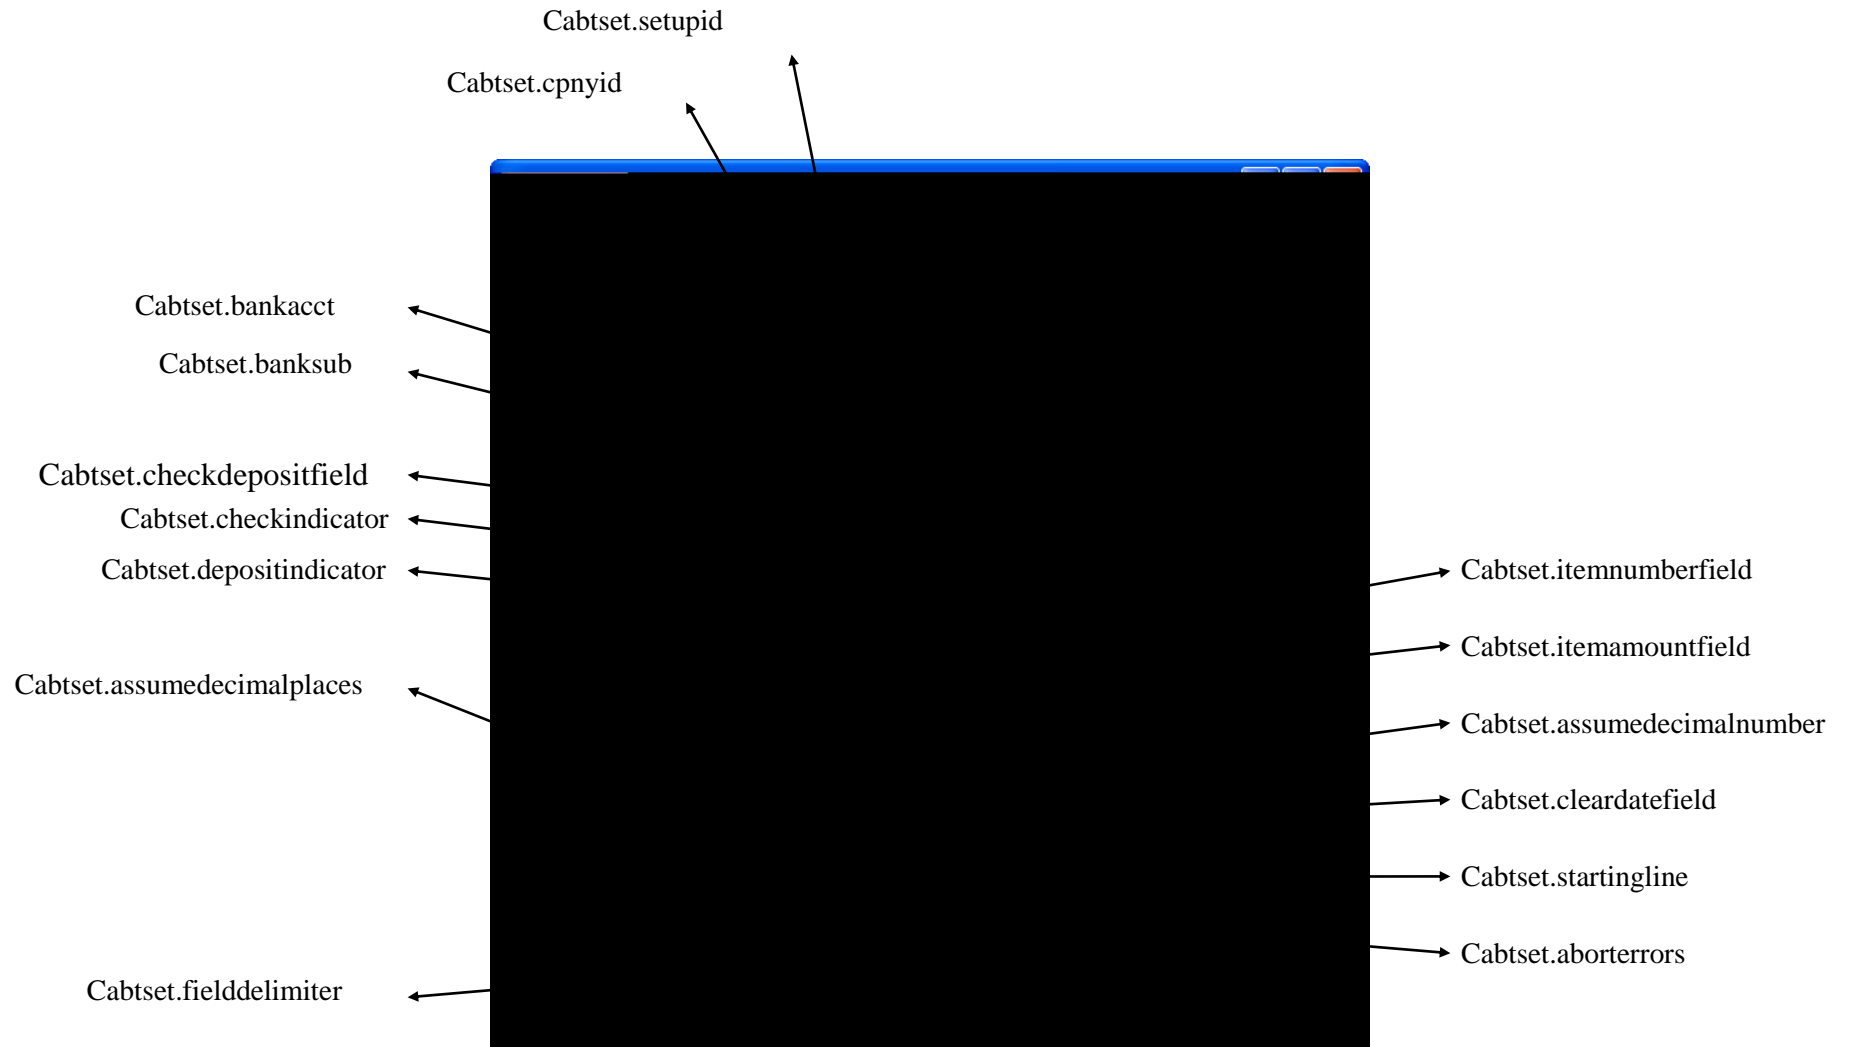 Cabtset.setupid
Cabtset.cpnyid
Cabtset.bankacct
Cabtset.banksub
Cabtset.checkdepositfield
Cabtset.checkindicator
Cabtset.depositindicator
Cabtset.itemnumberfield
Cabtset.itemamountfield
Cabtset.assumedecimalplaces
Cabtset.assumedecimalnumber
Cabtset.cleardatefield
Cabtset.startingline
Cabtset.aborterrors
Cabtset.fielddelimiter